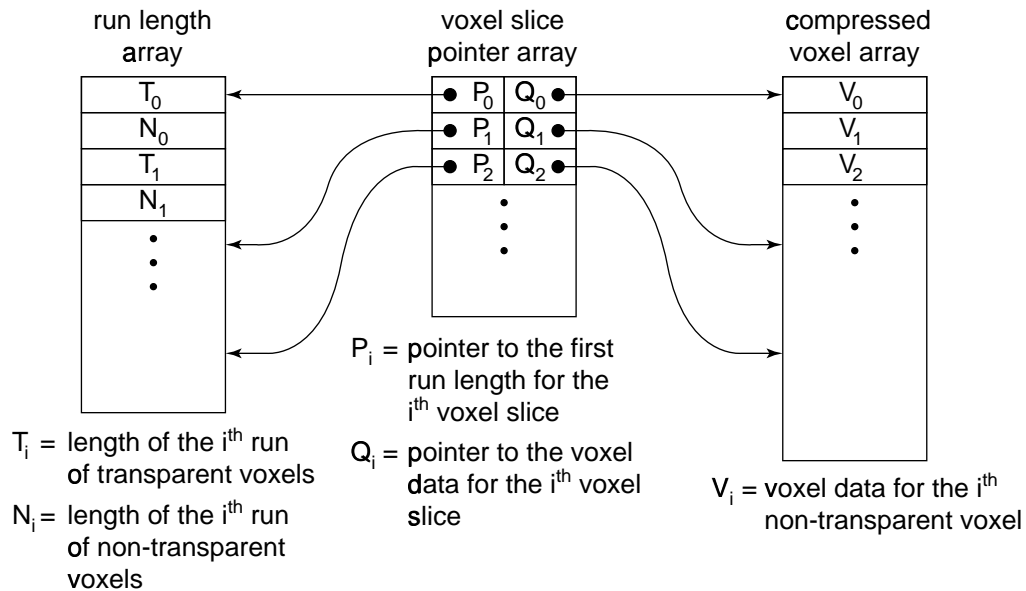 run length
array
T0
N0
T1
N1
voxel slice
pointer array
P0 Q0
P1 Q1
P2 Q2
compressed
voxel array
V0
V1
V2
Ti = length of the ith run
of transparent voxels
Ni = length of the ith run
of non-transparent
voxels
Pi = pointer to the first
run length for the
ith voxel slice
Qi = pointer to the voxel
data for the ith voxel
slice
Vi = voxel data for the ith
non-transparent voxel